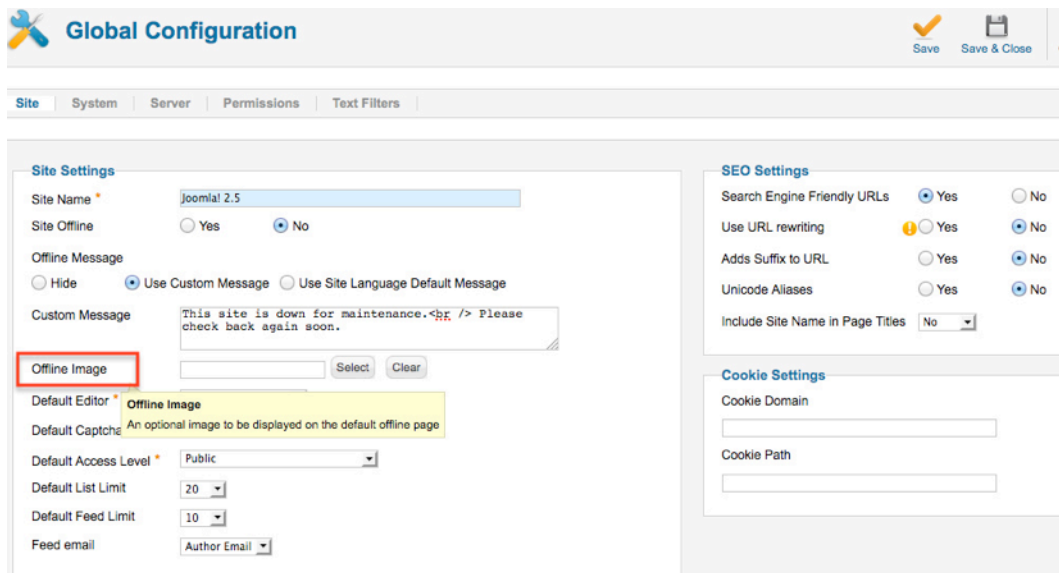 Global Configuration
Save
Save & Close
Site
System
Server
Permissions
Text Filters
Site Settings
Site Name *
Joomla! 2.5
Site Offline
Yes
No
Offline Message
Hide
Use Custom Message
Use Site Language Default Message
Custom Message
This site is down for maintenance.<br /> Please
check back again soon.
Offline Image
Select
Clear
Default Editor *
Offline Image
An optional image to be displayed on the default offline page
Default Captcha
Default Access Level *
Public
Default List Limit
20
Default Feed Limit
10
Feed email
Author Email
SEO Settings
Search Engine Friendly URLs
Yes
No
Use URL rewriting
Yes
No
Adds Suffix to URL
Yes
No
Unicode Aliases
Yes
No
Include Site Name in Page Titles
No
Cookie Settings
Cookie Domain
Cookie Path